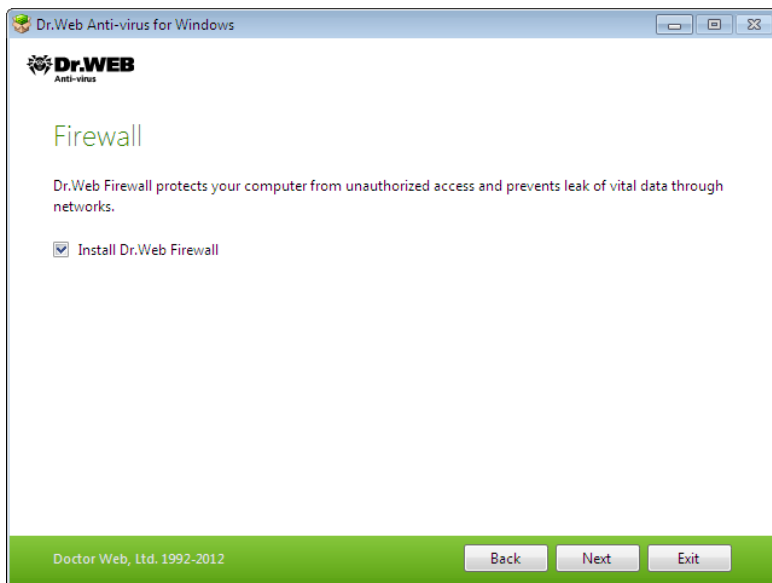 Dr.Web Anti-virus for Windows
Dr.WEB
Anti-virus
Firewall
Dr.Web Firewall protects your computer from unauthorized access and prevents leak of vital data through
networks.
Install Dr.Web Firewall
Doctor Web, Ltd. 1992-2012
Back
Next
Exit